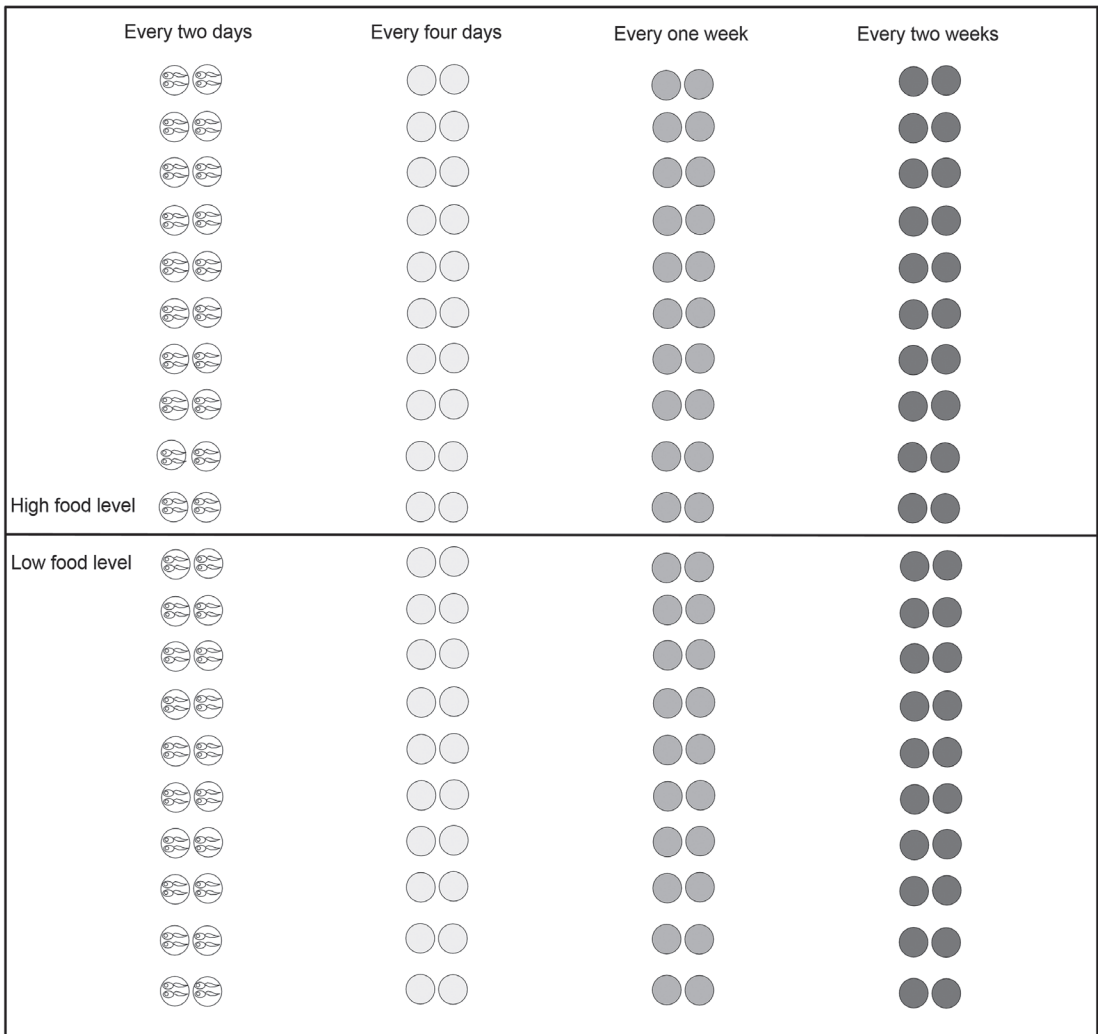 Every two days
Every four days
Every one week
Every two weeks
High food level
Low food level